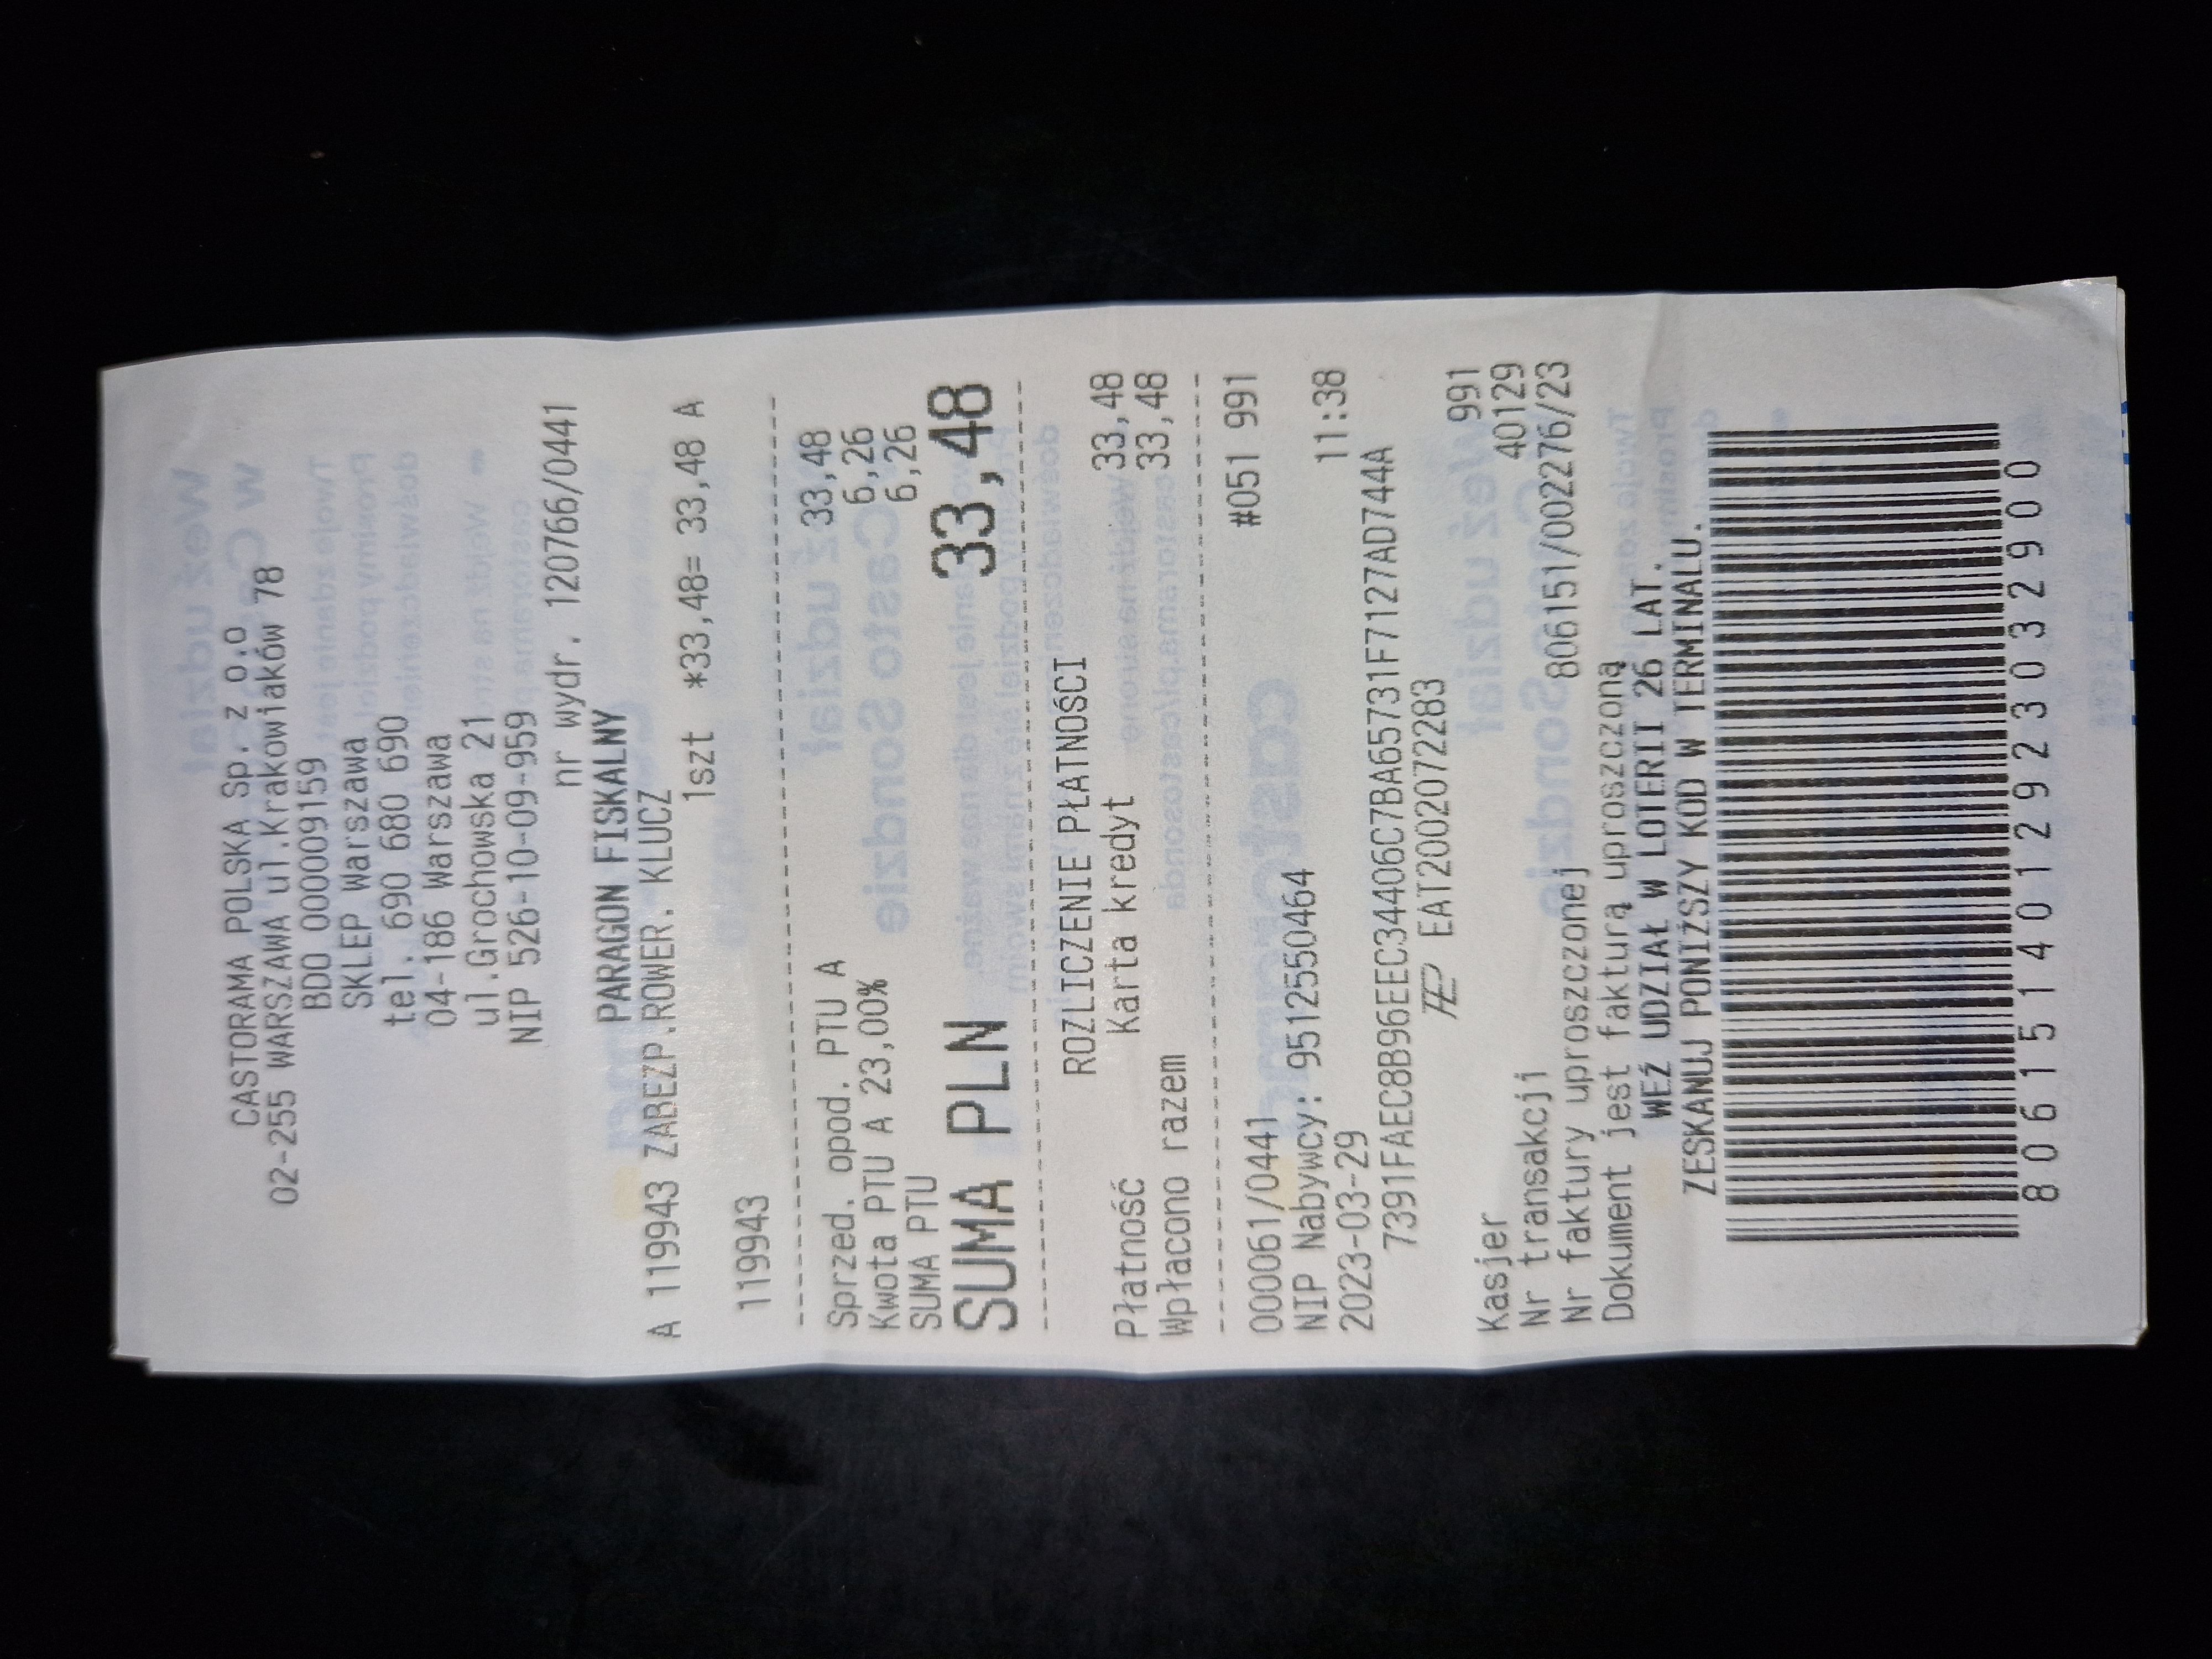 CASTORAMA POLSKA Sp. z o.o
02-255 WARSZAWA ul.Krakowiaków 78
BDO 000009159
SKLEP Warszawa
tel. 690 680 690
04-186 Warszawa
ul.Grochowska 21
NIP 526-10-09-959
nr wydr. 120766/0441
PARAGON FISKALNY
A 119943 ZABEZP.ROWER. KLUCZ
1szt *33,48= 33,48 A
119943
Sprzed. opod. PTU A 33,48
Kwota PTU A 23,00% 6,26
SUMA PTU 6,26
SUMA PLN 33,48
ROZLICZENIE PŁATNOŚCI
Płatność Karta kredyt 33,48
Wpłacono razem 33,48
000061/0441 #051 991
NIP Nabywcy: 9512550464
2023-03-29 11:38
7391FAEC8B96EEC34406C7BA65731F7127AD744A
EAT2002072283
Kasjer 991
Nr transakcji 40129
Nr faktury uproszczonej 806151/002276/23
Dokument jest fakturą uproszczoną
WEŹ UDZIAŁ W LOTERII 26 LAT.
ZESKANUJ PONIŻSZY KOD W TERMINALU.
8061514012923032900